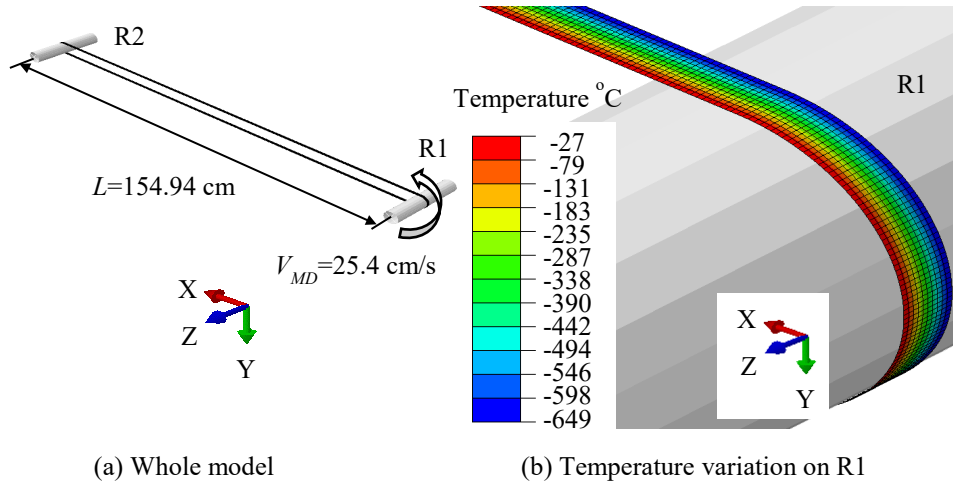 R2
R1
L=154.94 cm
V_MD=25.4 cm/s
X
Z
Y
(a) Whole model
Temperature °C
-27
-79
-131
-183
-235
-287
-338
-390
-442
-494
-546
-598
-649
R1
X
Z
Y
(b) Temperature variation on R1